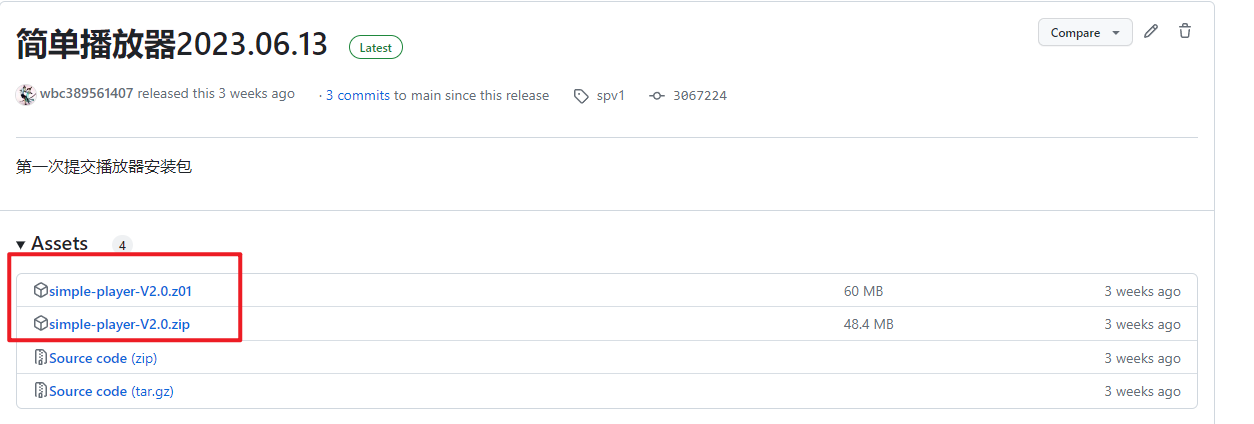 简单播放器2023.06.13 Latest Compare
wbc389561407 released this 3 weeks ago · 3 commits to main since this release spv1 3067224
第一次提交播放器安装包
Assets 4
simple-player-V2.0.z01 60 MB 3 weeks ago
simple-player-V2.0.zip 48.4 MB 3 weeks ago
Source code (zip) 3 weeks ago
Source code (tar.gz) 3 weeks ago